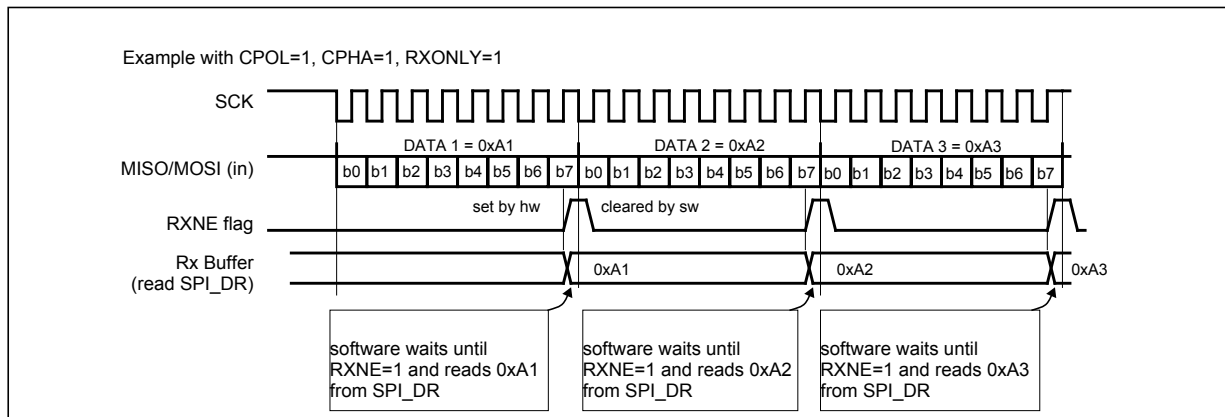 Example with CPOL=1, CPHA=1, RXONLY=1
SCK
DATA 1 = 0xA1 DATA 2 = 0xA2 DATA 3 = 0xA3
MISO/MOSI (in)
b0 b1 b2 b3 b4 b5 b6 b7 b0 b1 b2 b3 b4 b5 b6 b7 b0 b1 b2 b3 b4 b5 b6 b7
set by hw cleared by sw
RXNE flag
Rx Buffer
(read SPI_DR)
0xA1 0xA2 0xA3
software waits until
RXNE=1 and reads 0xA1
from SPI_DR
software waits until
RXNE=1 and reads 0xA2
from SPI_DR
software waits until
RXNE=1 and reads 0xA3
from SPI_DR